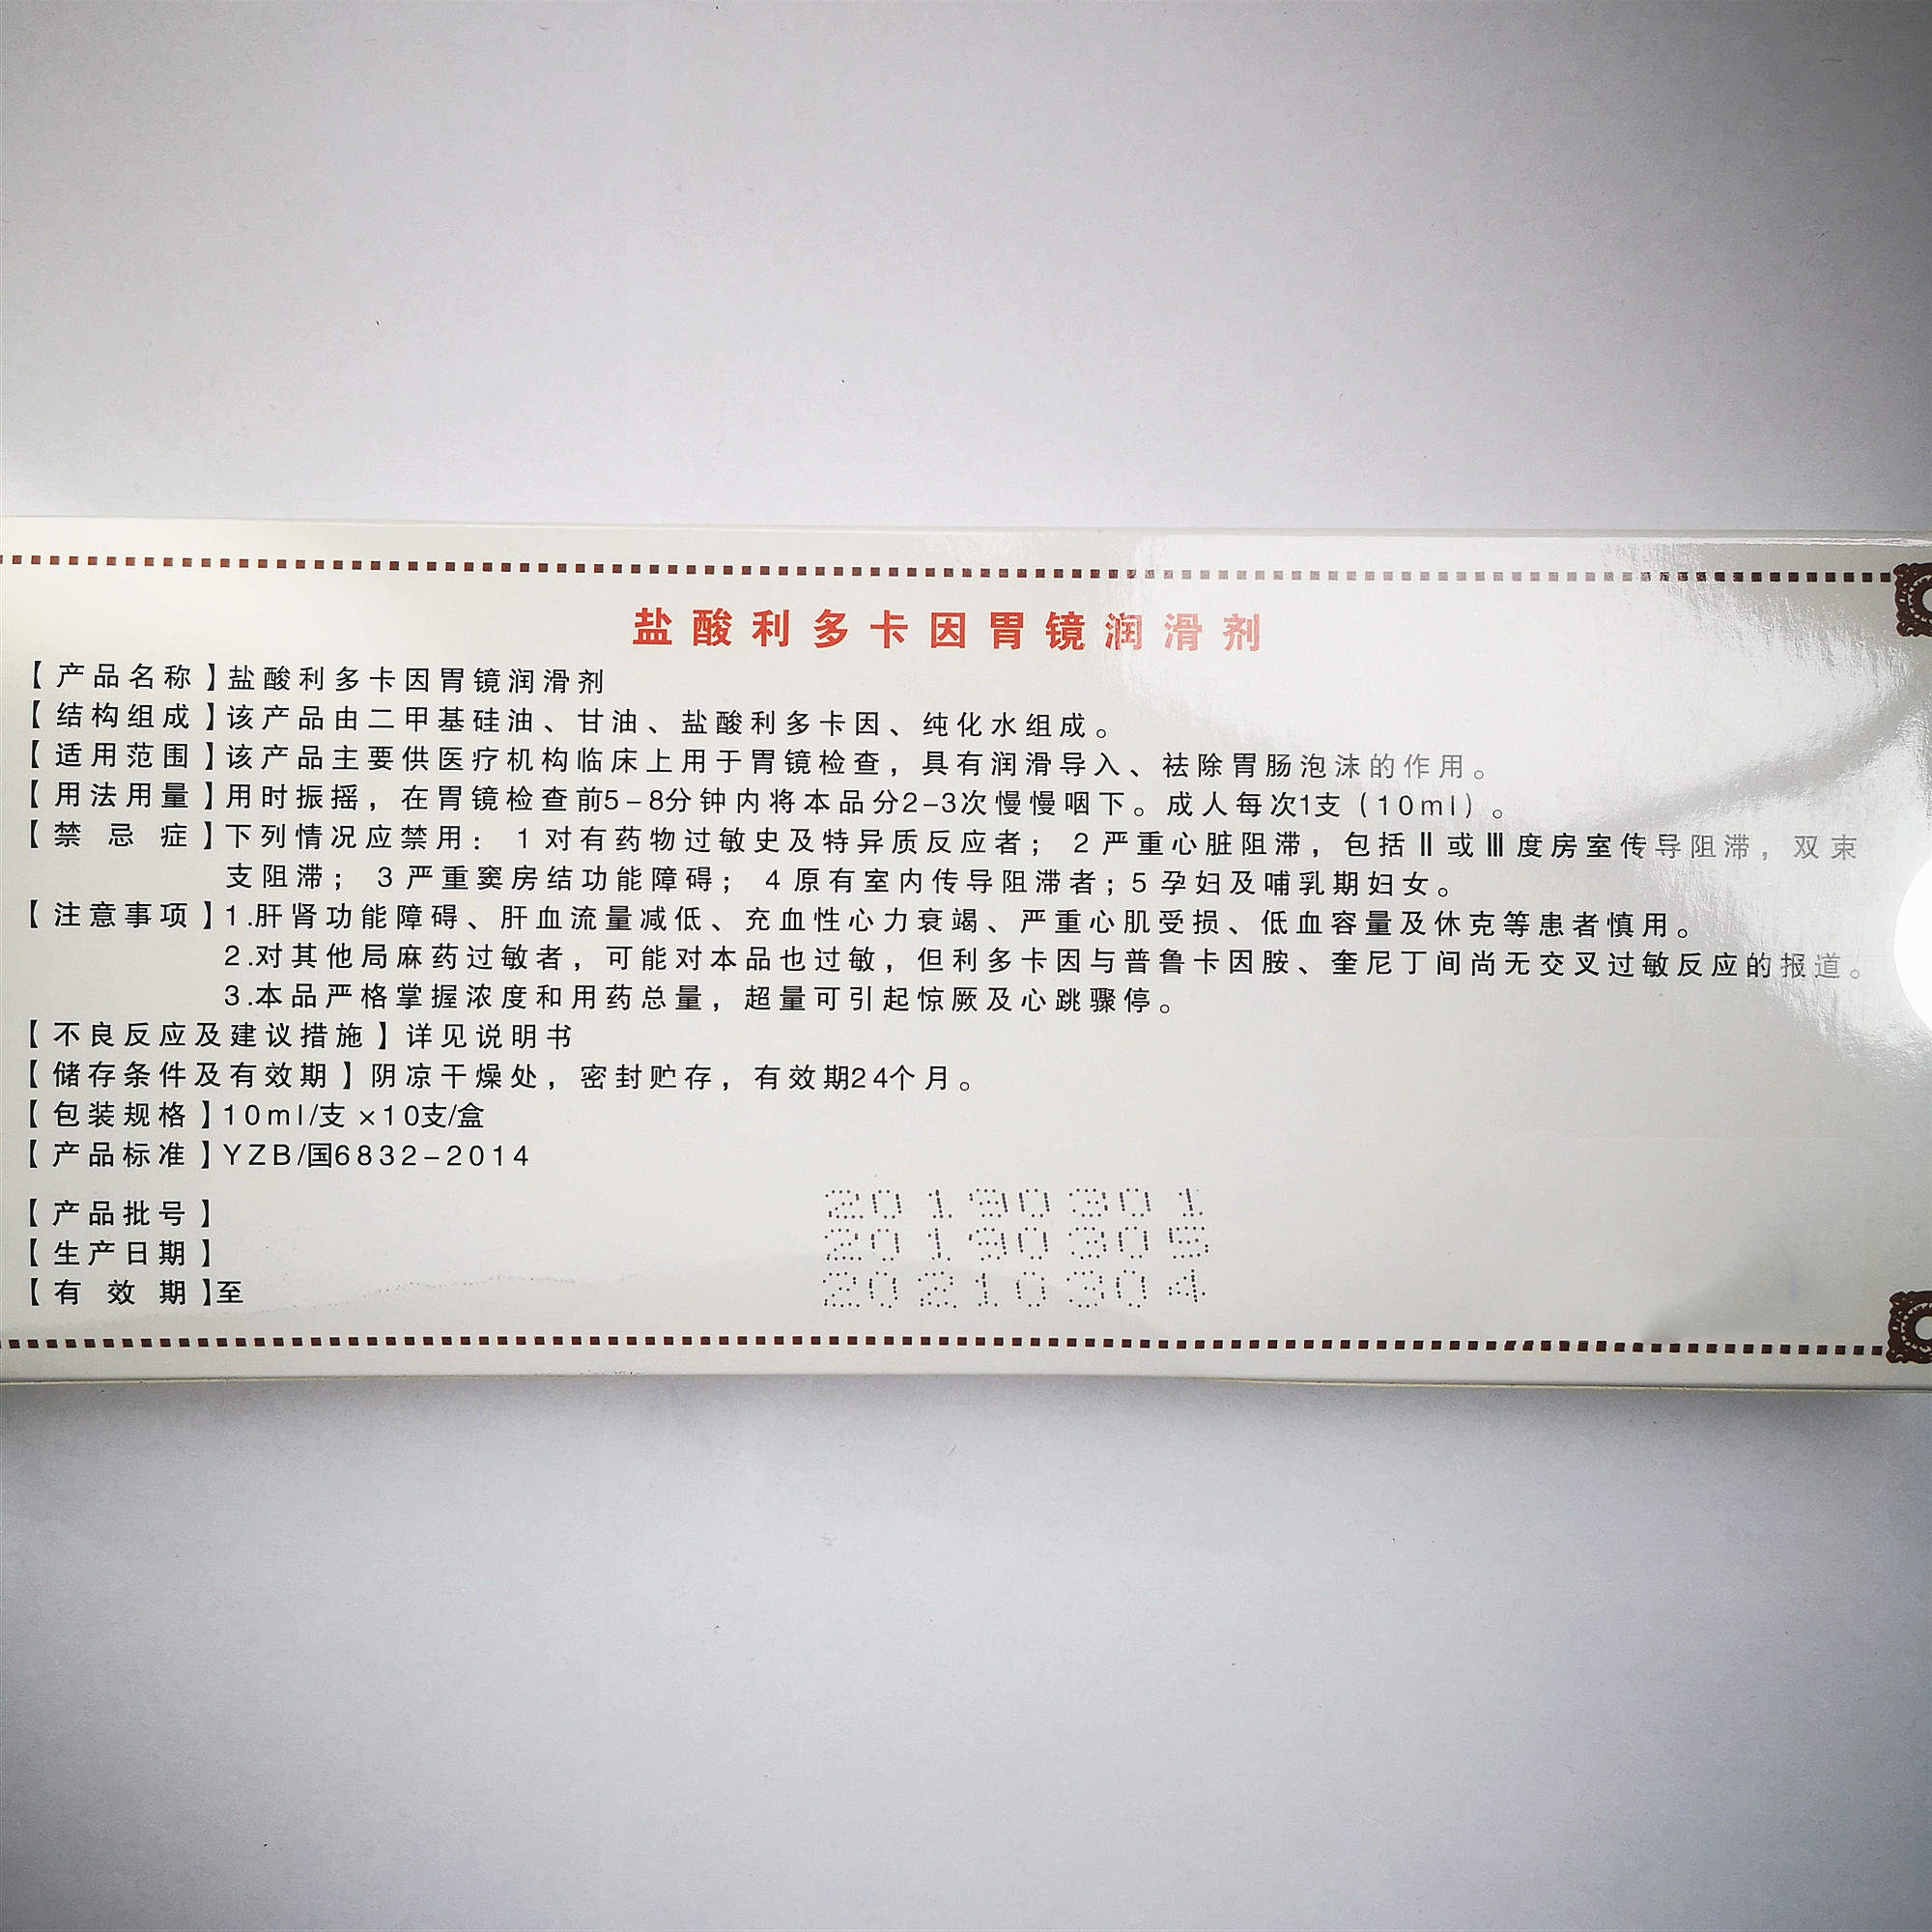 盐酸利多卡因胃镜润滑剂
【产品名称】盐酸利多卡因胃镜润滑剂
【结构组成】该产品由二甲基硅油、甘油、盐酸利多卡因、纯化水组成。
【适用范围】该产品主要供医疗机构临床上用于胃镜检查，具有润滑导入、祛除胃肠泡沫的作用。
【用法用量】用时振摇，在胃镜检查前5-8分钟内将本品分2-3次慢慢咽下。成人每次1支（10ml）。
【禁忌症】下列情况应禁用： 1 对有药物过敏史及特异质反应者； 2 严重心脏阻滞，包括Ⅱ或Ⅲ度房室传导阻滞，双束
支阻滞； 3 严重窦房结功能障碍； 4 原有室内传导阻滞者；5 孕妇及哺乳期妇女。
【注意事项】1.肝肾功能障碍、肝血流量减低、充血性心力衰竭、严重心肌受损、低血容量及休克等患者慎用。
2.对其他局麻药过敏者，可能对本品也过敏，但利多卡因与普鲁卡因胺、奎尼丁间尚无交叉过敏反应的报道。
3.本品严格掌握浓度和用药总量，超量可引起惊厥及心跳骤停。
【不良反应及建议措施】详见说明书
【储存条件及有效期】阴凉干燥处，密封贮存，有效期24个月。
【包装规格】10ml/支 ×10支/盒
【产品标准】YZB/国6832-2014
【产品批号】 20190301
【生产日期】 20190305
【有效期】至 20210304